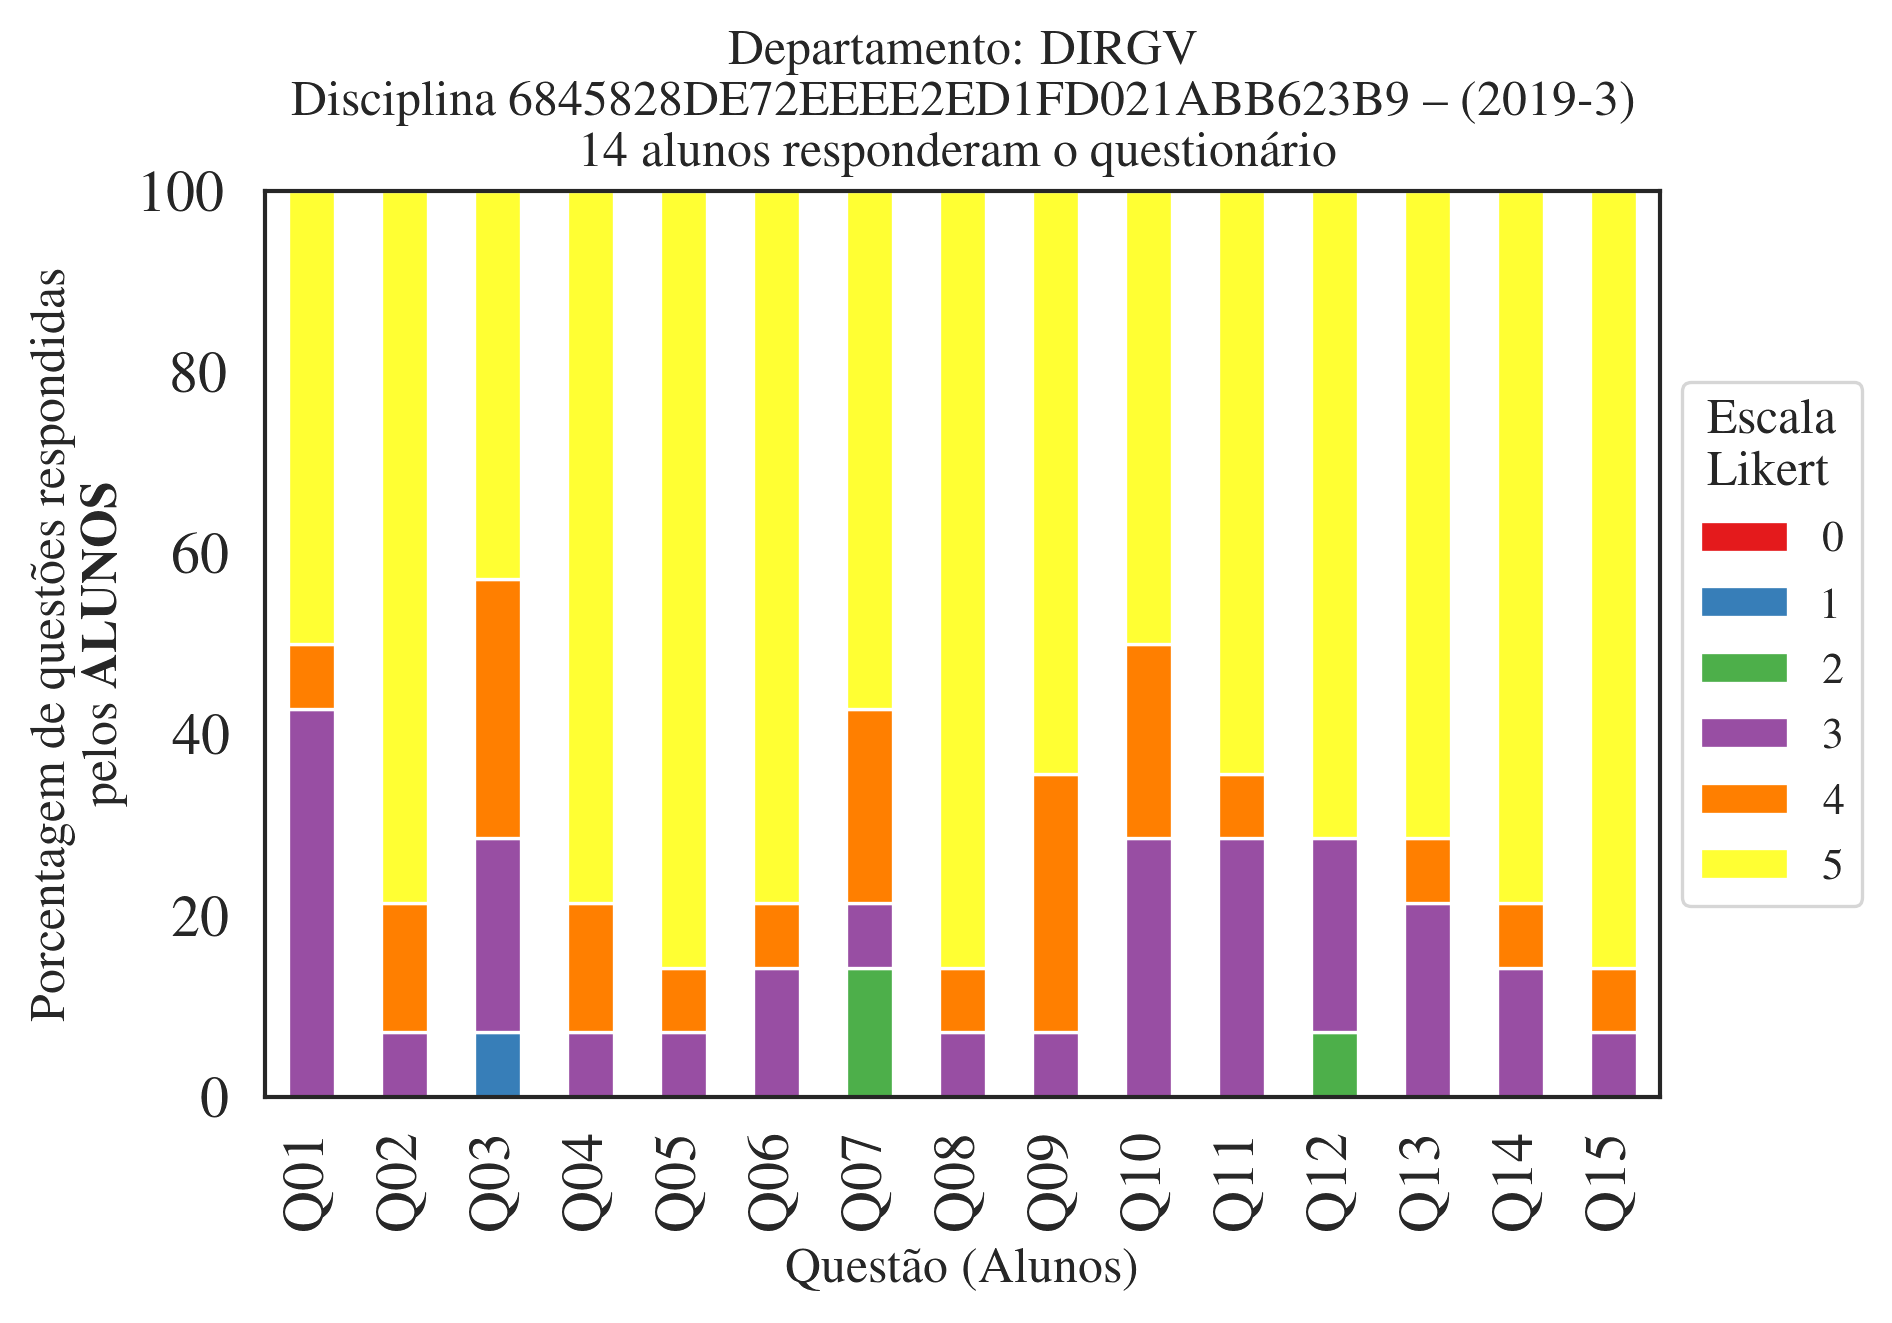 Departamento: DIRGV
Disciplina 6845828DE72EEEE2ED1FD021ABB623B9 – (2019-3)
14 alunos responderam o questionário
Porcentagem de questões respondidas
pelos ALUNOS
100
80
60
40
20
0
Q01
Q02
Q03
Q04
Q05
Q06
Q07
Q08
Q09
Q10
Q11
Q12
Q13
Q14
Q15
Questão (Alunos)
Escala
Likert
0
1
2
3
4
5